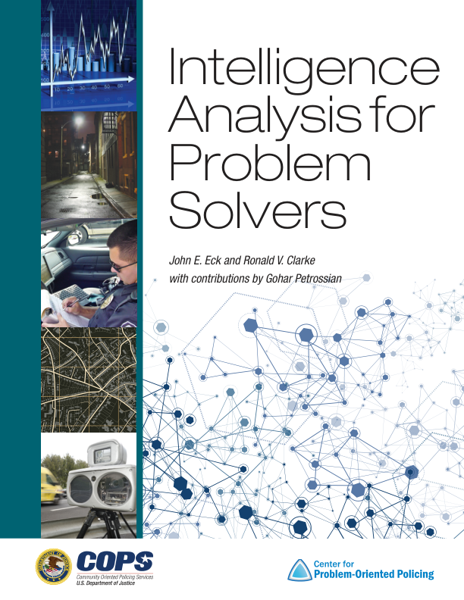 Intelligence
Analysis for
Problem
Solvers
John E. Eck and Ronald V. Clarke
with contributions by Gohar Petrossian
COPS
Community Oriented Policing Services
U.S. Department of Justice
Center for
Problem-Oriented Policing